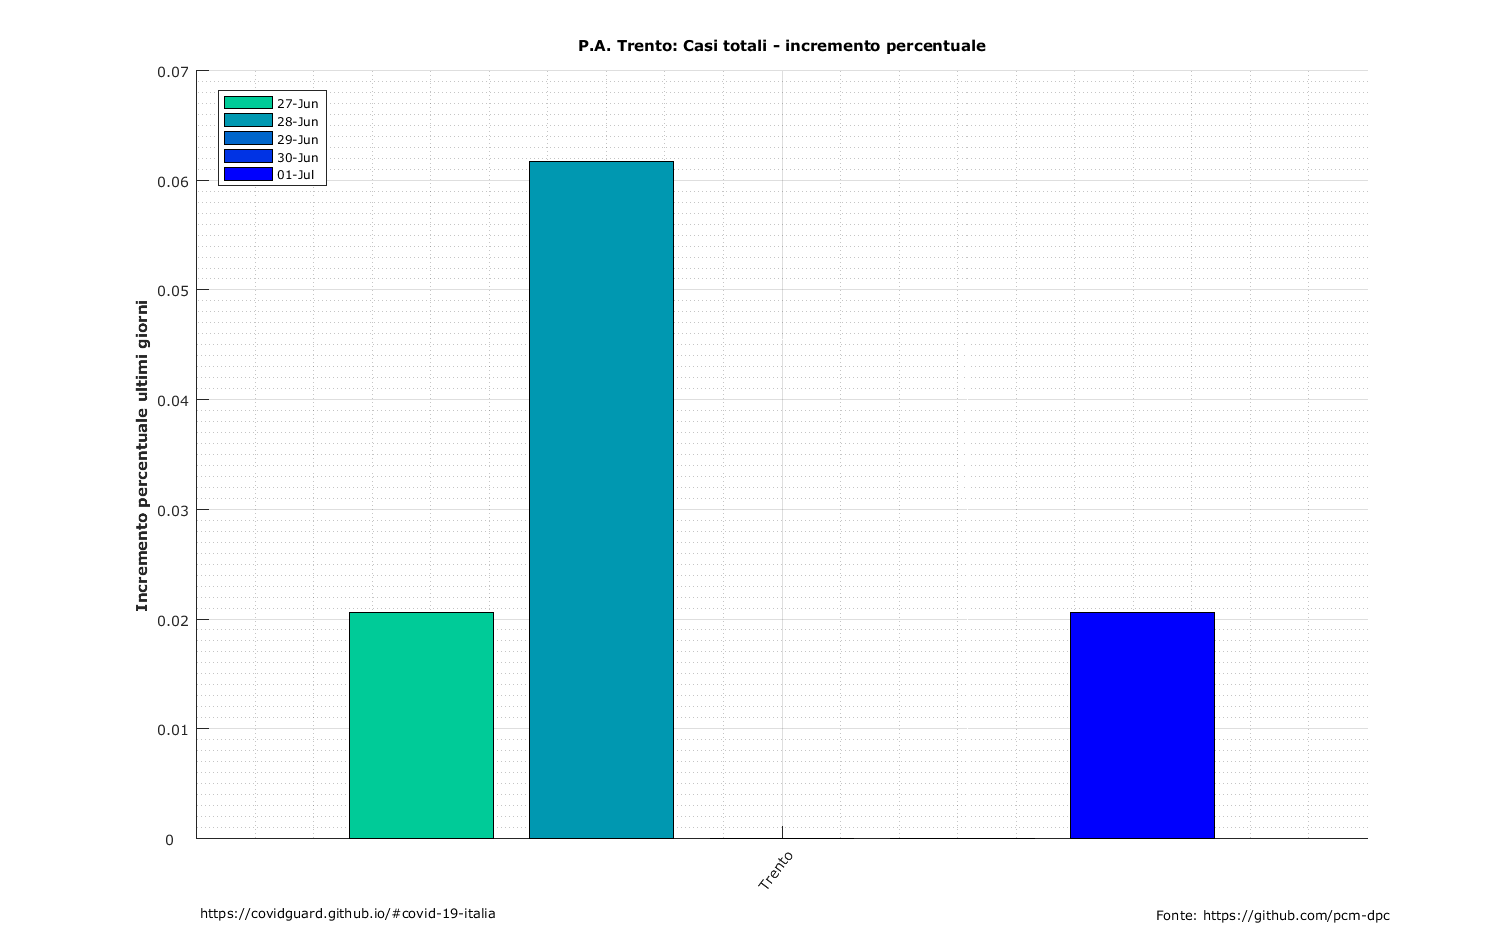 P.A. Trento: Casi totali - incremento percentuale
0.07
0.06
0.05
0.04
0.03
0.02
0.01
0
Incremento percentuale ultimi giorni
27-Jun
28-Jun
29-Jun
30-Jun
01-Jul
Trento
https://covidguard.github.io/#covid-19-italia
Fonte: https://github.com/pcm-dpc